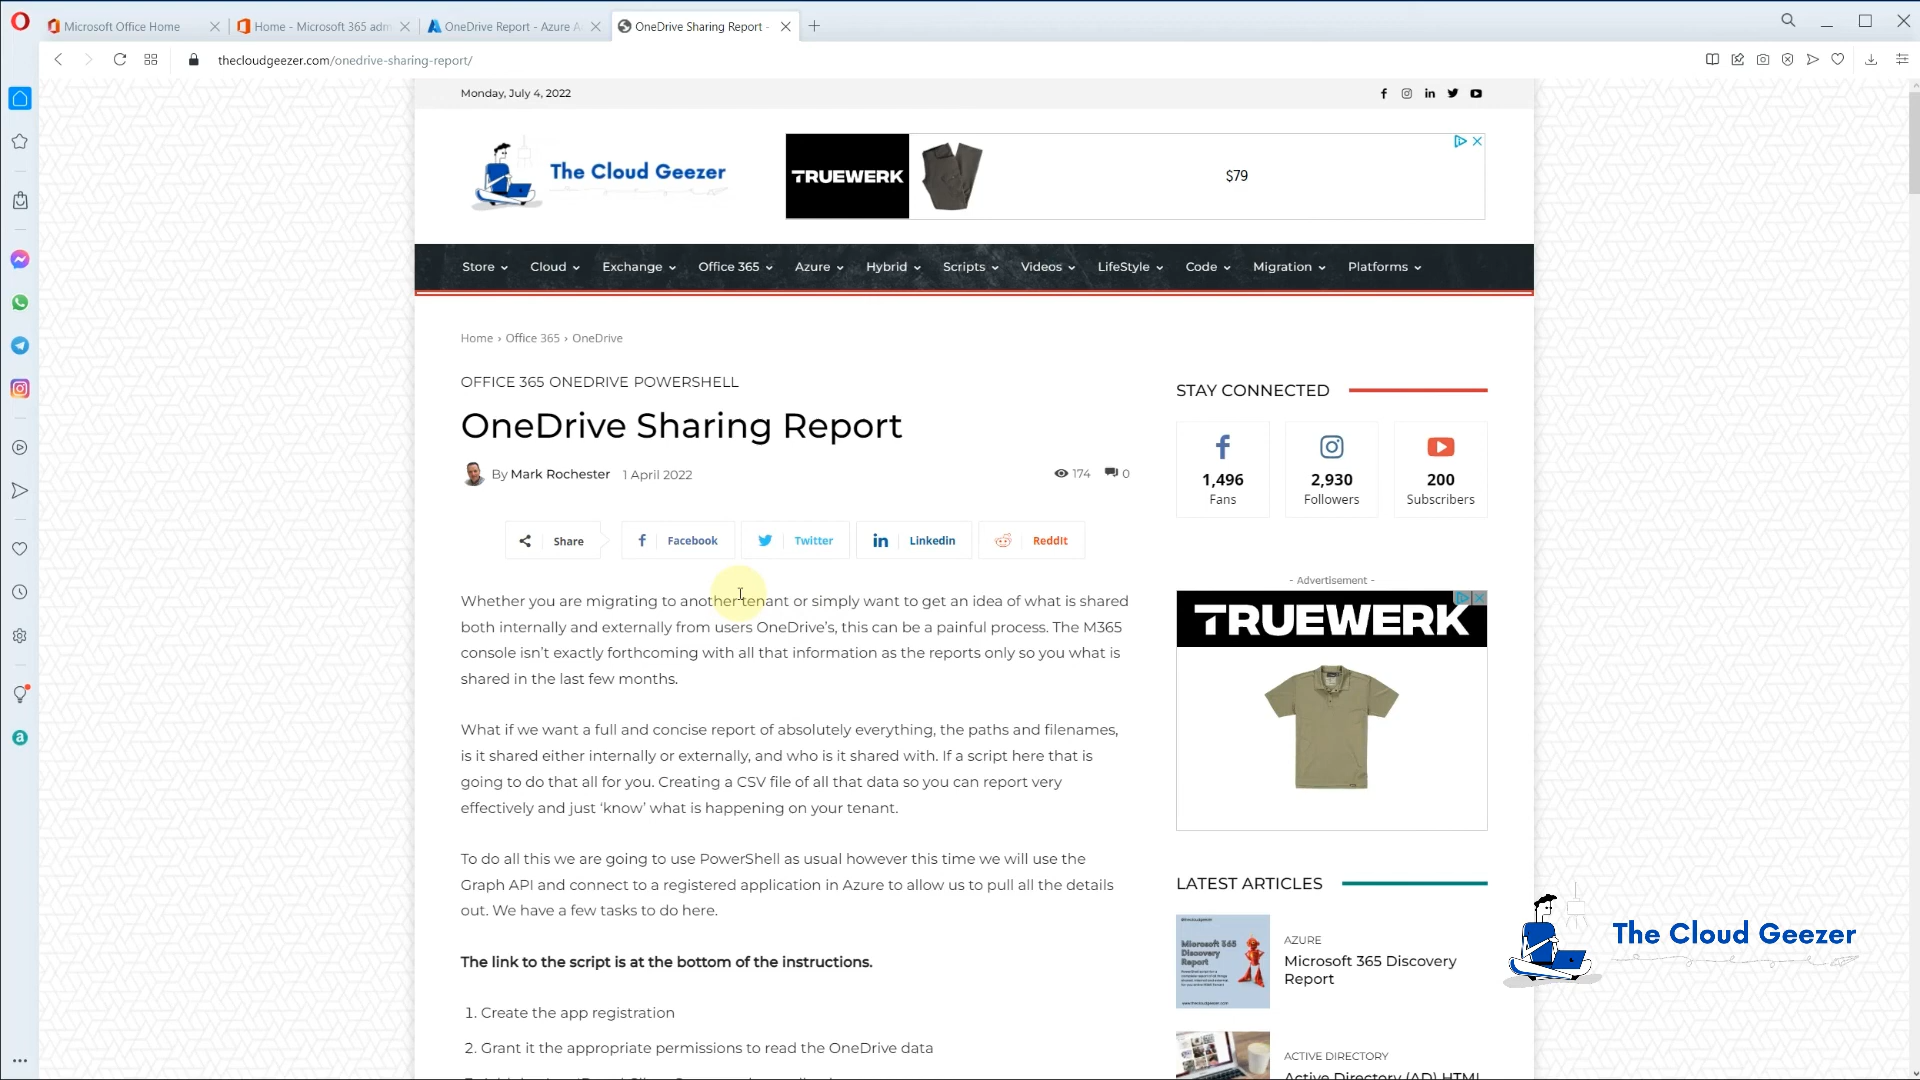 Microsoft Office Home
Home - Microsoft 365 adm
OneDrive Report - Azure A
OneDrive Sharing Report -
thecloudgeezer.com/onedrive-sharing-report/
Monday, July 4, 2022
The Cloud Geezer
TRUEWERK
$79
Store Cloud Exchange Office 365 Azure Hybrid Scripts Videos LifeStyle Code Migration Platforms
Home › Office 365 › OneDrive
OFFICE 365 ONEDRIVE POWERSHELL
OneDrive Sharing Report
By Mark Rochester 1 April 2022
174 0
Share Facebook Twitter Linkedin ReddIt
Whether you are migrating to another tenant or simply want to get an idea of what is shared
both internally and externally from users OneDrive's, this can be a painful process. The M365
console isn't exactly forthcoming with all that information as the reports only so you what is
shared in the last few months.
What if we want a full and concise report of absolutely everything, the paths and filenames,
is it shared either internally or externally, and who is it shared with. If a script here that is
going to do that all for you. Creating a CSV file of all that data so you can report very
effectively and just ‘know’ what is happening on your tenant.
To do all this we are going to use PowerShell as usual however this time we will use the
Graph API and connect to a registered application in Azure to allow us to pull all the details
out. We have a few tasks to do here.
The link to the script is at the bottom of the instructions.
1. Create the app registration
2. Grant it the appropriate permissions to read the OneDrive data
STAY CONNECTED
1,496 2,930 200
Fans Followers Subscribers
- Advertisement -
TRUEWERK
LATEST ARTICLES
Microsoft 365
Discovery
Report
AZURE
Microsoft 365 Discovery
Report
ACTIVE DIRECTORY
Active Directory (AD) HTML
The Cloud Geezer